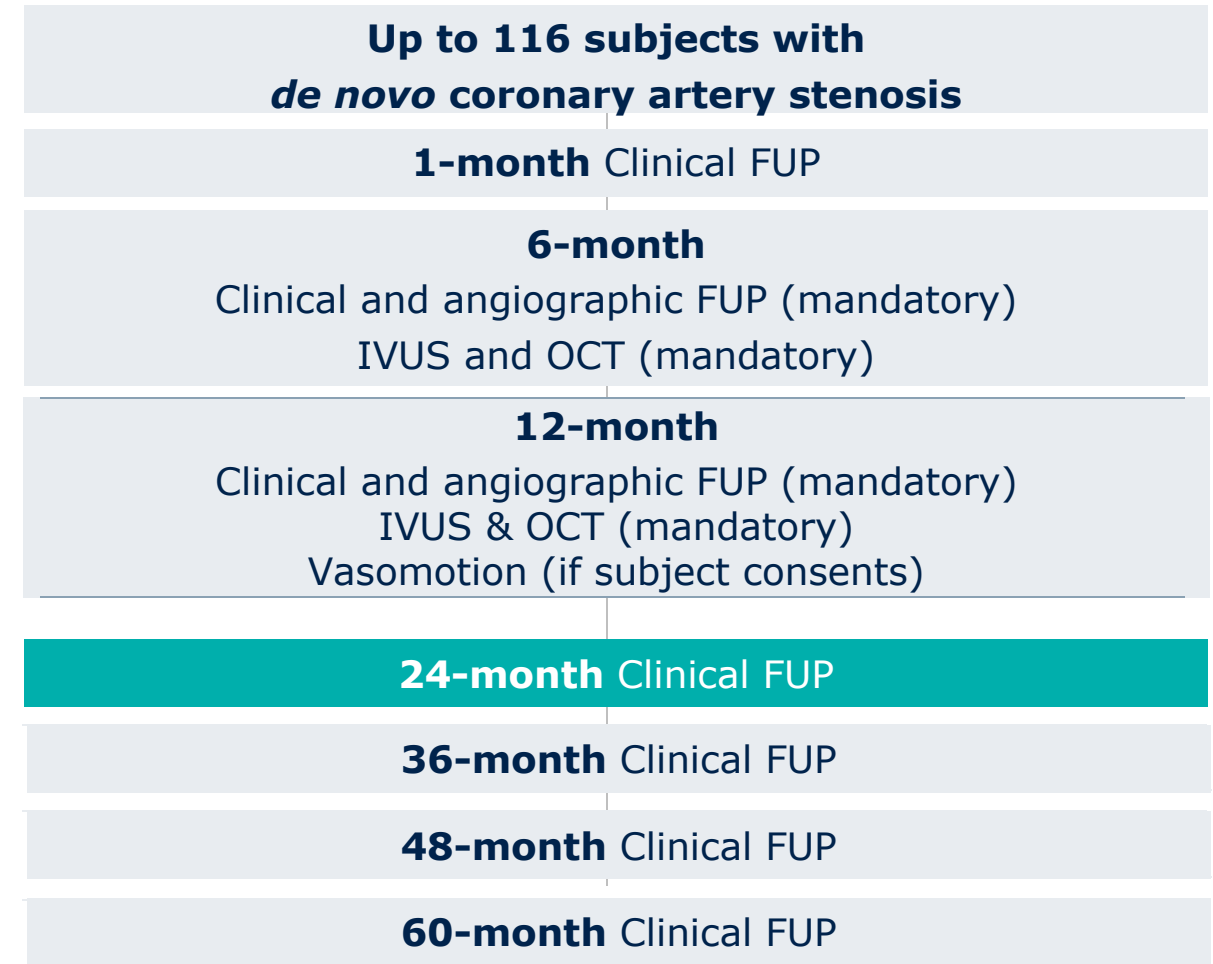 Up to 116 subjects with
de novo coronary artery stenosis
1-month Clinical FUP
6-month
Clinical and angiographic FUP (mandatory)
IVUS and OCT (mandatory)
12-month
Clinical and angiographic FUP (mandatory)
IVUS & OCT (mandatory)
Vasomotion (if subject consents)
24-month Clinical FUP
36-month Clinical FUP
48-month Clinical FUP
60-month Clinical FUP